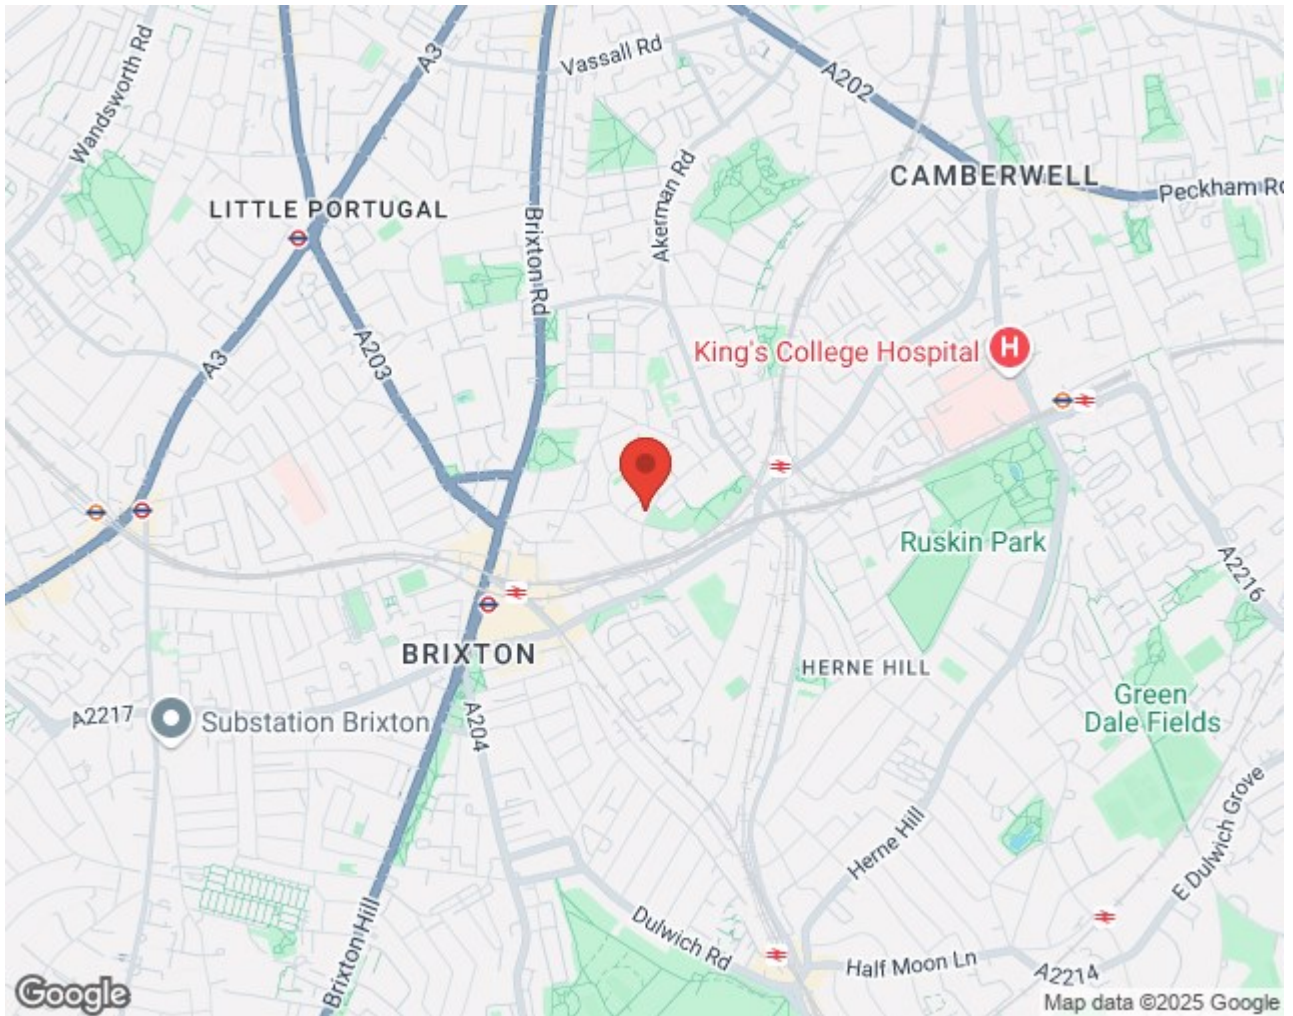 Wandsworth Rd
A3
Vassall Rd
A202
CAMBERWELL
Peckham Rd
LITTLE PORTUGAL
Akerman Rd
Brixton Rd
A203
A3
King's College Hospital
H
Ruskin Park
A2216
BRIXTON
HERNE HILL
Green
Dale Fields
A2217
Substation Brixton
A204
E Dulwich Grove
Herne Hill
Dulwich Rd
Brixton Hill
Half Moon Ln
A2214
Google
Map data ©2025 Google